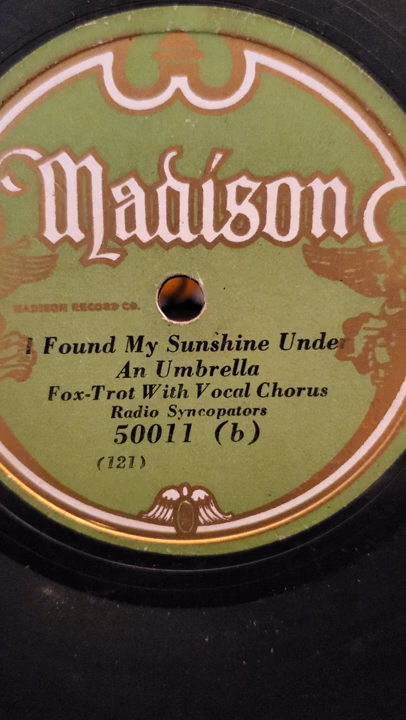 Madison
MADISON RECORD CO.
I Found My Sunshine Under
An Umbrella
Fox-Trot With Vocal Chorus
Radio Syncopators
50011 (b)
(121)